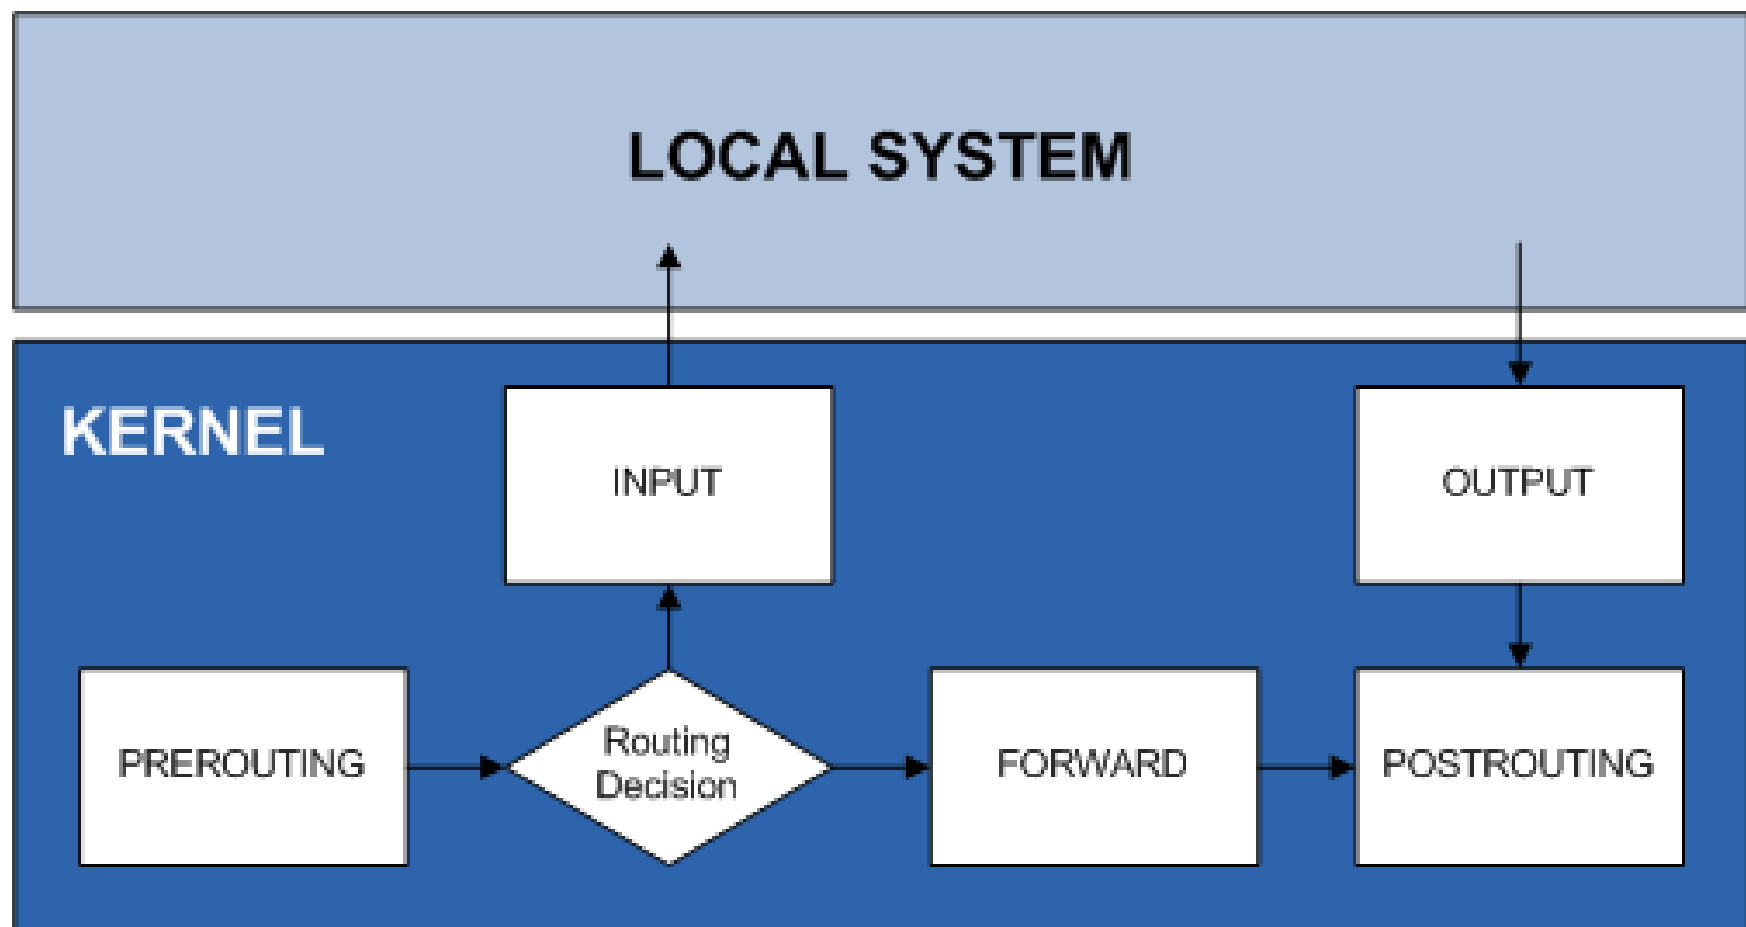 LOCAL SYSTEM
KERNEL
INPUT
OUTPUT
PREROUTING
Routing
Decision
FORWARD
POSTROUTING